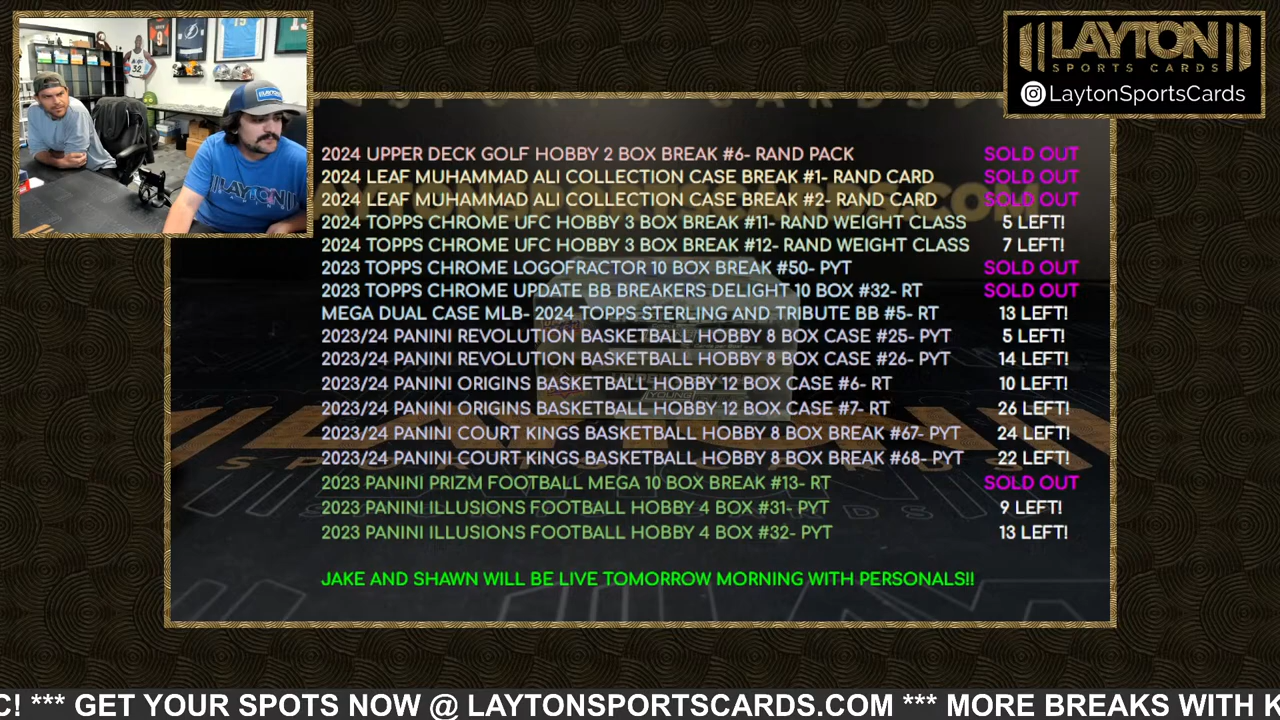 LAYTON
SPORTS CARDS
LaytonSportsCards
2024 UPPER DECK GOLF HOBBY 2 BOX BREAK #6- RAND PACK SOLD OUT
2024 LEAF MUHAMMAD ALI COLLECTION CASE BREAK #1- RAND CARD SOLD OUT
2024 LEAF MUHAMMAD ALI COLLECTION CASE BREAK #2- RAND CARD SOLD OUT
2024 TOPPS CHROME UFC HOBBY 3 BOX BREAK #11- RAND WEIGHT CLASS 5 LEFT!
2024 TOPPS CHROME UFC HOBBY 3 BOX BREAK #12- RAND WEIGHT CLASS 7 LEFT!
2023 TOPPS CHROME LOGOFRACTOR 10 BOX BREAK #50- PYT SOLD OUT
2023 TOPPS CHROME UPDATE BB BREAKERS DELIGHT 10 BOX #32- RT SOLD OUT
MEGA DUAL CASE MLB- 2024 TOPPS STERLING AND TRIBUTE BB #5- RT 13 LEFT!
2023/24 PANINI REVOLUTION BASKETBALL HOBBY 8 BOX CASE #25- PYT 5 LEFT!
2023/24 PANINI REVOLUTION BASKETBALL HOBBY 8 BOX CASE #26- PYT 14 LEFT!
2023/24 PANINI ORIGINS BASKETBALL HOBBY 12 BOX CASE #6- RT 10 LEFT!
2023/24 PANINI ORIGINS BASKETBALL HOBBY 12 BOX CASE #7- RT 26 LEFT!
2023/24 PANINI COURT KINGS BASKETBALL HOBBY 8 BOX BREAK #67- PYT 24 LEFT!
2023/24 PANINI COURT KINGS BASKETBALL HOBBY 8 BOX BREAK #68- PYT 22 LEFT!
2023 PANINI PRIZM FOOTBALL MEGA 10 BOX BREAK #13- RT SOLD OUT
2023 PANINI ILLUSIONS FOOTBALL HOBBY 4 BOX #31- PYT 9 LEFT!
2023 PANINI ILLUSIONS FOOTBALL HOBBY 4 BOX #32- PYT 13 LEFT!
JAKE AND SHAWN WILL BE LIVE TOMORROW MORNING WITH PERSONALS!!
C! *** GET YOUR SPOTS NOW @ LAYTONSPORTSCARDS.COM *** MORE BREAKS WITH K